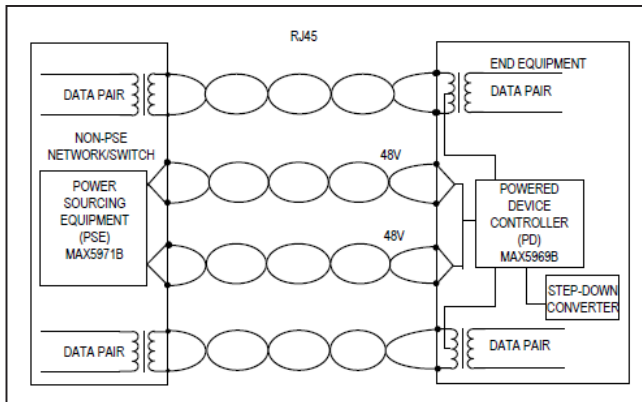 RJ45
END EQUIPMENT
DATA PAIR
DATA PAIR
NON-PSE
NETWORK/SWITCH
48V
POWER
SOURCING
EQUIPMENT
(PSE)
MAX5971B
POWERED
DEVICE
CONTROLLER
(PD)
MAX5969B
48V
STEP-DOWN
CONVERTER
DATA PAIR
DATA PAIR